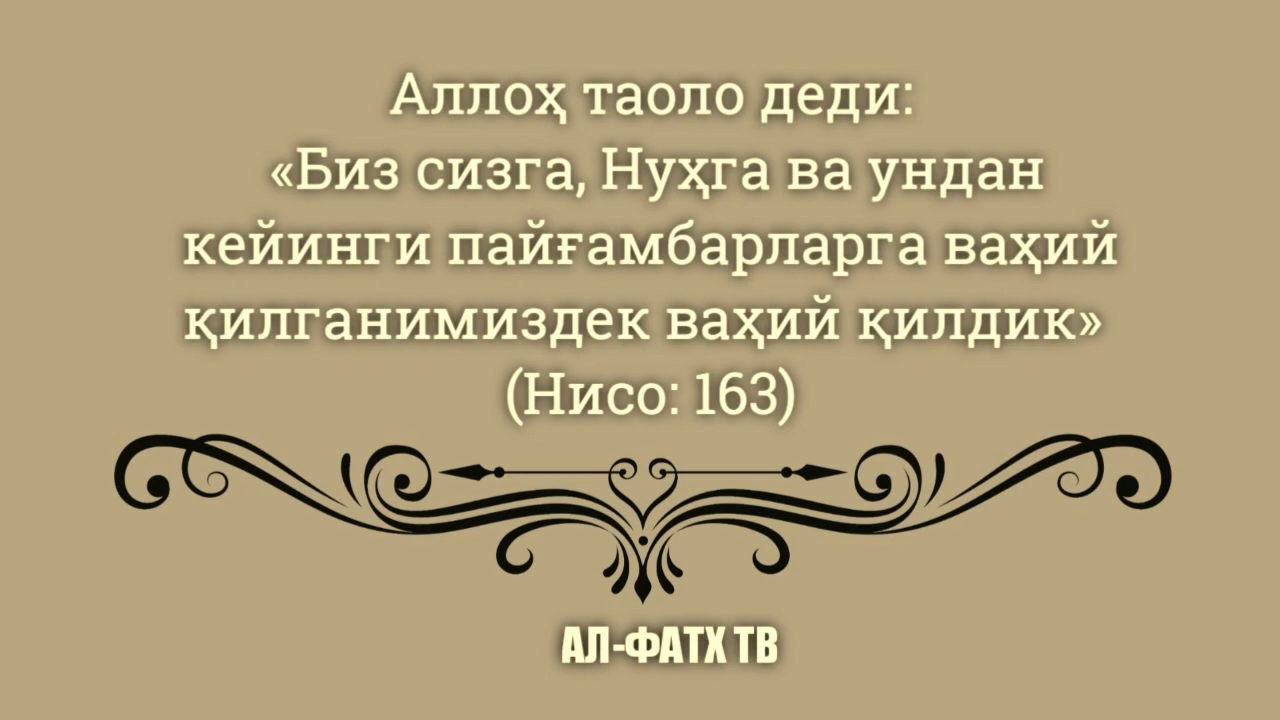 Аллоҳ таоло деди:
«Биз сизга, Нуҳга ва ундан
кейинги пайғамбарларга ваҳий
қилганимиздек ваҳий қилдик»
(Нисо: 163)
АЛ-ФАТХ ТВ